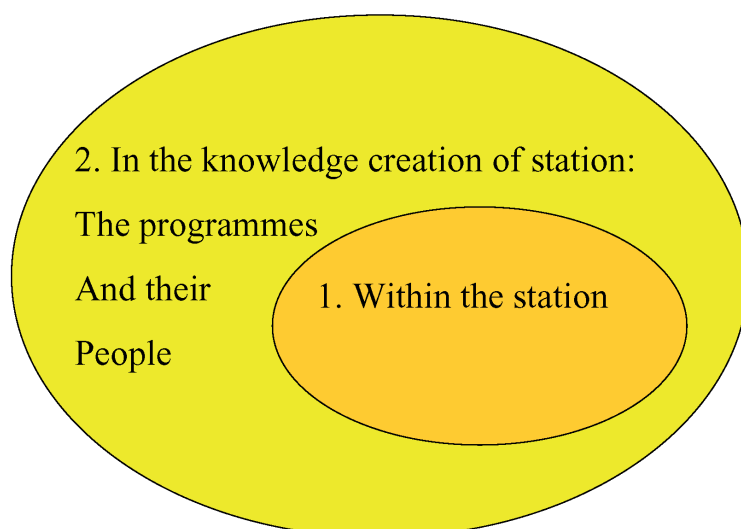 2. In the knowledge creation of station:
The programmes
And their
1. Within the station
People